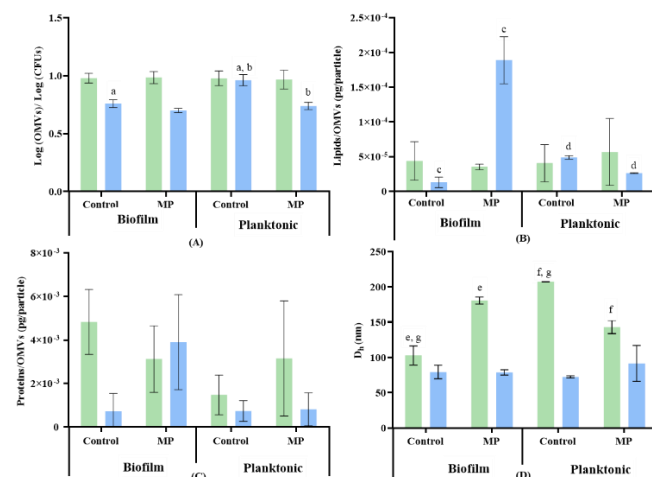 1.5
1.0
0.5
0.0
Log (OMVs)/ Log (CFUs)
a
a, b
b
Control
MP
Control
MP
Biofilm
Planktonic
(A)
2.5×10⁻⁴
2×10⁻⁴
1.5×10⁻⁴
1×10⁻⁴
5×10⁻⁵
0
Lipids/OMVs (pg/particle)
c
c
d
d
Control
MP
Control
MP
Biofilm
Planktonic
(B)
8×10⁻³
6×10⁻³
4×10⁻³
2×10⁻³
0
Proteins/OMVs (pg/particle)
Control
MP
Control
MP
Biofilm
Planktonic
(C)
250
200
150
100
50
0
Dₕ (nm)
e, g
e
f, g
f
Control
MP
Control
MP
Biofilm
Planktonic
(D)